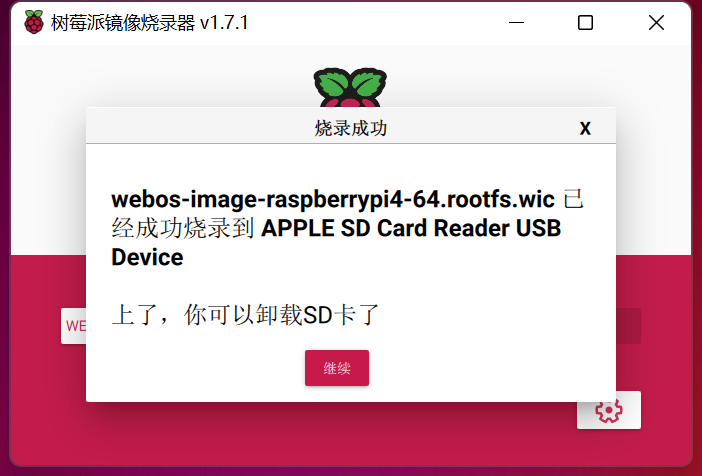 树莓派镜像烧录器 v1.7.1
烧录成功 X
webos-image-raspberrypi4-64.rootfs.wic 已
经成功烧录到 APPLE SD Card Reader USB
Device
上了，你可以卸载SD卡了
WE
继续